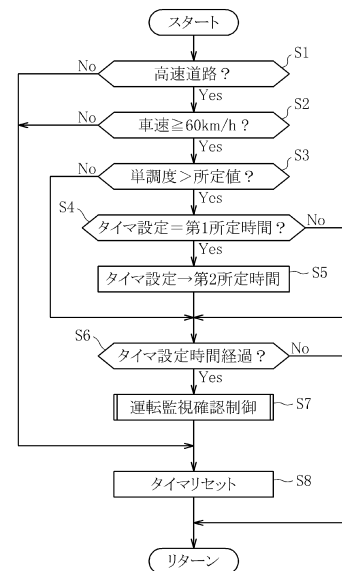 スタート
S1
No
高速道路？
Yes
S2
No
車速≧60km/h？
Yes
S3
No
単調度＞所定値？
Yes
S4
タイマ設定＝第1所定時間？
No
Yes
タイマ設定→第2所定時間
S5
S6
タイマ設定時間経過？
No
Yes
運転監視確認制御
S7
タイマリセット
S8
リターン